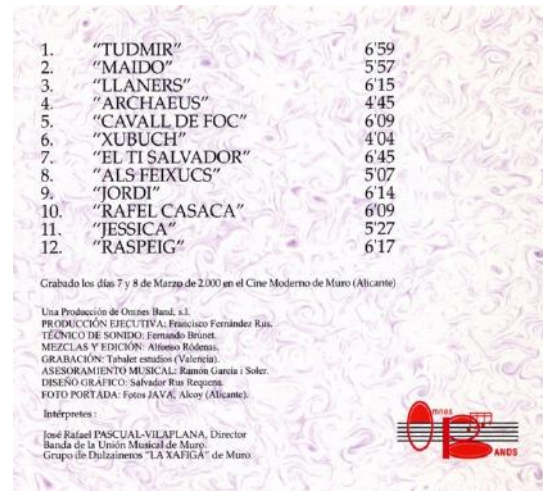 1. "TUDMIR" 6'59
2. "MAIDO" 5'57
3. "LLANERS" 6'15
4. "ARCHAEUS" 4'45
5. "CAVALL DE FOC" 6'09
6. "XUBUCH" 4'04
7. "EL TI SALVADOR" 6'45
8. "ALS FEIXUCS" 5'07
9. "JORDI" 6'14
10. "RAFEL CASACA" 6'09
11. "JESSICA" 5'27
12. "RASPEIG" 6'17
Grabado los días 7 y 8 de Marzo de 2.000 en el Cine Moderno de Muro (Alicante)
Una Producción de Omnes Band, s.l.
PRODUCCIÓN EJECUTIVA: Francisco Fernández Rus.
TÉCNICO DE SONIDO: Fernando Brunet.
MEZCLAS Y EDICIÓN: Alfonso Ródenas.
GRABACIÓN: Tabalet estudios (Valencia).
ASESORAMIENTO MUSICAL: Ramón García i Soler.
DISEÑO GRAFICO: Salvador Rus Requena.
FOTO PORTADA: Fotos JAVA, Alcoy (Alicante).
Intérpretes :
José Rafael PASCUAL-VILAPLANA, Director
Banda de la Unión Musical de Muro.
Grupo de Dulzaineros "LA XAFIGÀ" de Muro
Omnes
BANDS